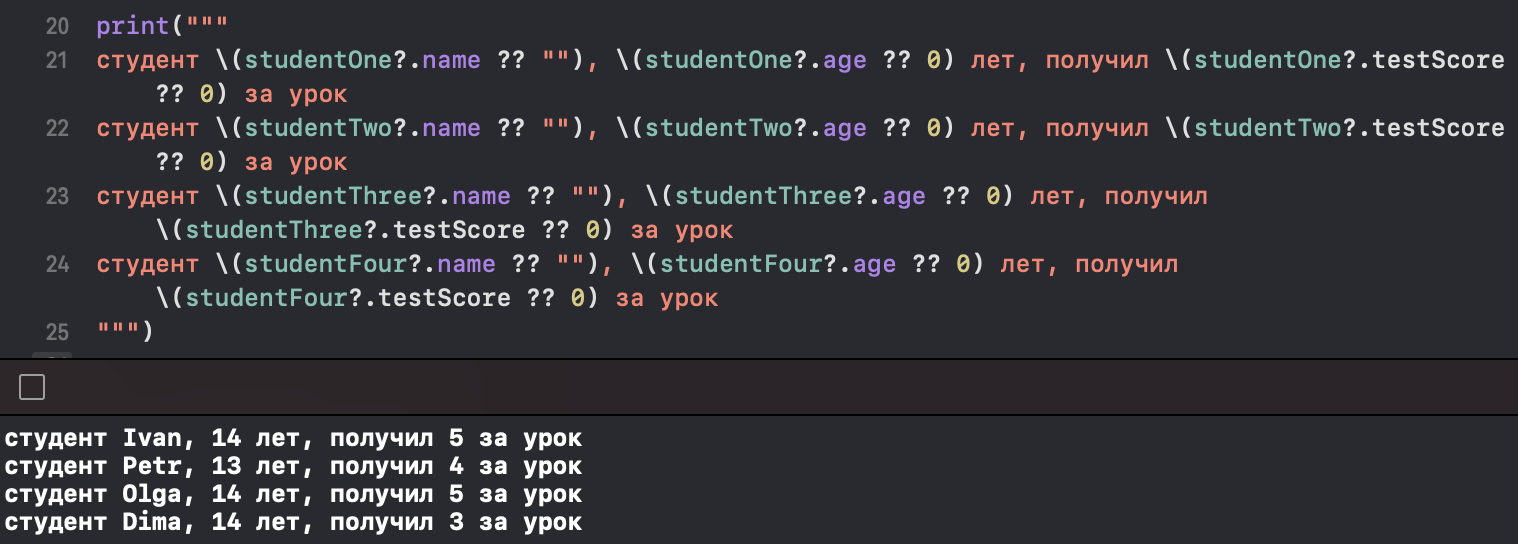 20 print("""
21 студент \(studentOne?.name ?? ""), \(studentOne?.age ?? 0) лет, получил \(studentOne?.testScore
?? 0) за урок
22 студент \(studentTwo?.name ?? ""), \(studentTwo?.age ?? 0) лет, получил \(studentTwo?.testScore
?? 0) за урок
23 студент \(studentThree?.name ?? ""), \(studentThree?.age ?? 0) лет, получил
\(studentThree?.testScore ?? 0) за урок
24 студент \(studentFour?.name ?? ""), \(studentFour?.age ?? 0) лет, получил
\(studentFour?.testScore ?? 0) за урок
25 """)
студент Ivan, 14 лет, получил 5 за урок
студент Petr, 13 лет, получил 4 за урок
студент Olga, 14 лет, получил 5 за урок
студент Dima, 14 лет, получил 3 за урок